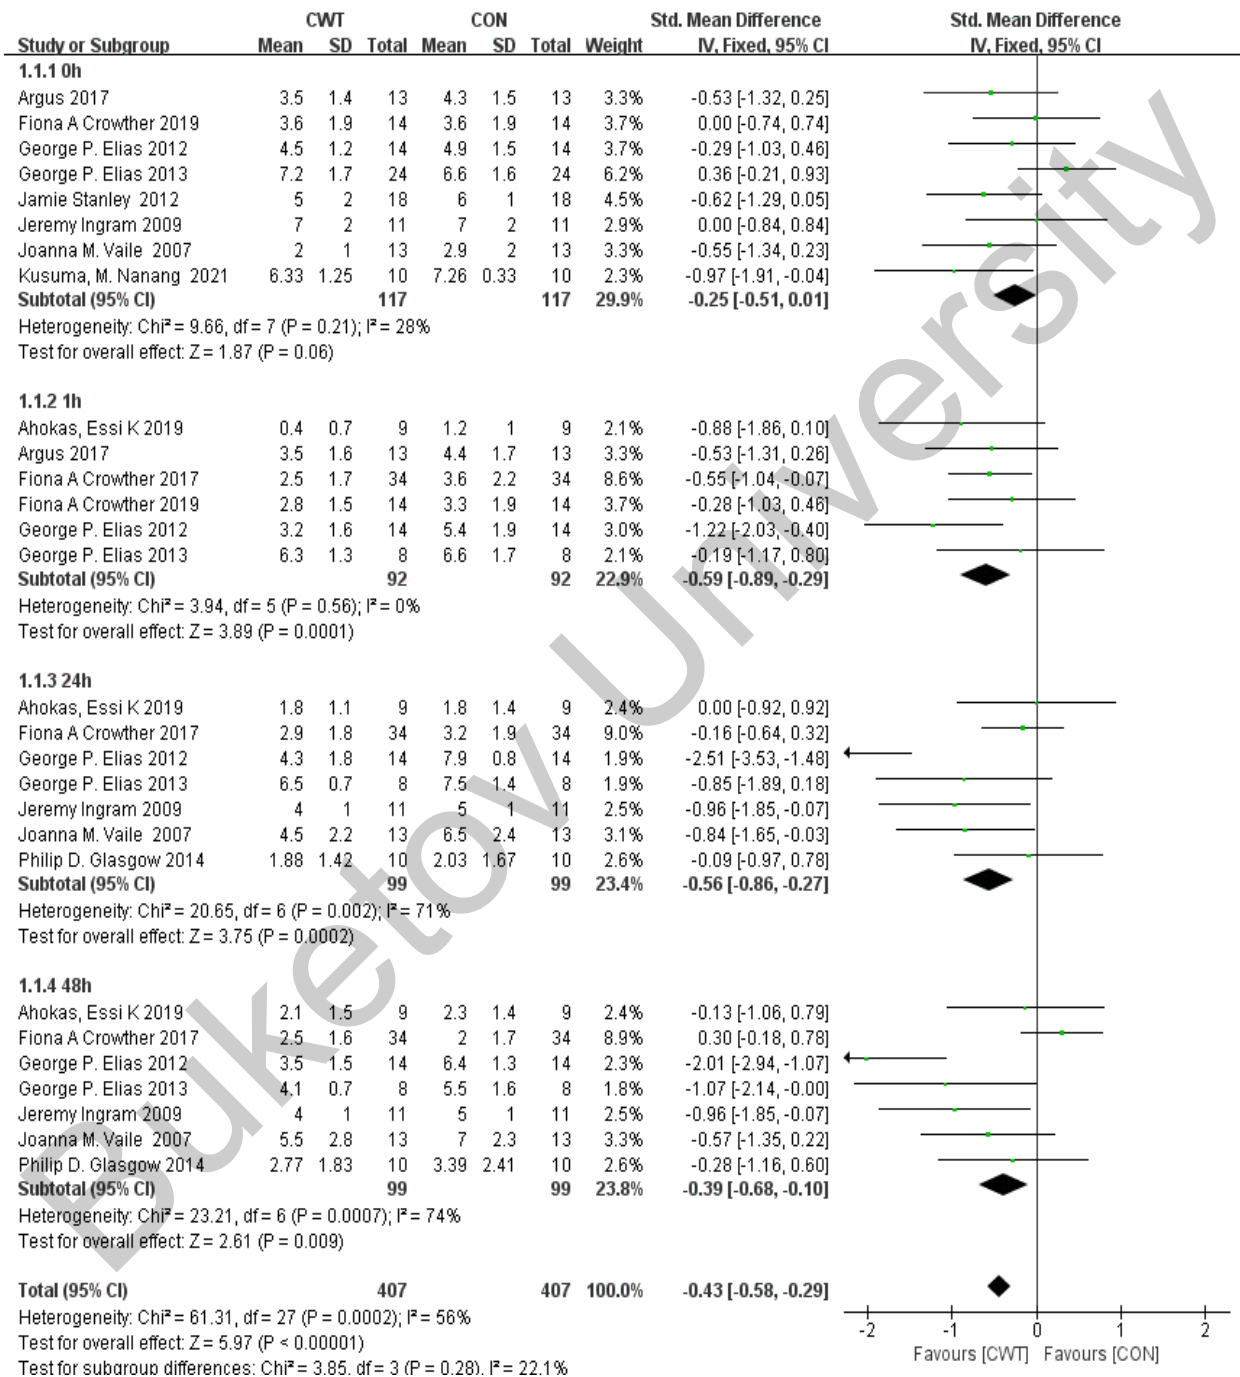 CWT CON Std. Mean Difference Std. Mean Difference
Study or Subgroup Mean SD Total Mean SD Total Weight IV, Fixed, 95% CI IV, Fixed, 95% CI
1.1.1 0h
Argus 2017 3.5 1.4 13 4.3 1.5 13 3.3% -0.53 [-1.32, 0.25]
Fiona A Crowther 2019 3.6 1.9 14 3.6 1.9 14 3.7% 0.00 [-0.74, 0.74]
George P. Elias 2012 4.5 1.2 14 4.9 1.5 14 3.7% -0.29 [-1.03, 0.46]
George P. Elias 2013 7.2 1.7 24 6.6 1.6 24 6.2% 0.36 [-0.21, 0.93]
Jamie Stanley 2012 5 2 18 6 1 18 4.5% -0.62 [-1.29, 0.05]
Jeremy Ingram 2009 7 2 11 7 2 11 2.9% 0.00 [-0.84, 0.84]
Joanna M. Vaile 2007 2 1 13 2.9 2 13 3.3% -0.55 [-1.34, 0.23]
Kusuma, M. Nanang 2021 6.33 1.25 10 7.26 0.33 10 2.3% -0.97 [-1.91, -0.04]
Subtotal (95% CI) 117 117 29.9% -0.25 [-0.51, 0.01]
Heterogeneity: Chi² = 9.66, df = 7 (P = 0.21); I² = 28%
Test for overall effect: Z = 1.87 (P = 0.06)
1.1.2 1h
Ahokas, Essi K 2019 0.4 0.7 9 1.2 1 9 2.1% -0.88 [-1.86, 0.10]
Argus 2017 3.5 1.6 13 4.4 1.7 13 3.3% -0.53 [-1.31, 0.26]
Fiona A Crowther 2017 2.5 1.7 34 3.6 2.2 34 8.6% -0.55 [-1.04, -0.07]
Fiona A Crowther 2019 2.8 1.5 14 3.3 1.9 14 3.7% -0.28 [-1.03, 0.46]
George P. Elias 2012 3.2 1.6 14 5.4 1.9 14 3.0% -1.22 [-2.03, -0.40]
George P. Elias 2013 6.3 1.3 8 6.6 1.7 8 2.1% -0.19 [-1.17, 0.80]
Subtotal (95% CI) 92 92 22.9% -0.59 [-0.89, -0.29]
Heterogeneity: Chi² = 3.94, df = 5 (P = 0.56); I² = 0%
Test for overall effect: Z = 3.89 (P = 0.0001)
1.1.3 24h
Ahokas, Essi K 2019 1.8 1.1 9 1.8 1.4 9 2.4% 0.00 [-0.92, 0.92]
Fiona A Crowther 2017 2.9 1.8 34 3.2 1.9 34 9.0% -0.16 [-0.64, 0.32]
George P. Elias 2012 4.3 1.8 14 7.9 0.8 14 1.9% -2.51 [-3.53, -1.48]
George P. Elias 2013 6.5 0.7 8 7.5 1.4 8 1.9% -0.85 [-1.89, 0.18]
Jeremy Ingram 2009 4 1 11 5 1 11 2.5% -0.96 [-1.85, -0.07]
Joanna M. Vaile 2007 4.5 2.2 13 6.5 2.4 13 3.1% -0.84 [-1.65, -0.03]
Philip D. Glasgow 2014 1.88 1.42 10 2.03 1.67 10 2.6% -0.09 [-0.97, 0.78]
Subtotal (95% CI) 99 99 23.4% -0.56 [-0.86, -0.27]
Heterogeneity: Chi² = 20.65, df = 6 (P = 0.002); I² = 71%
Test for overall effect: Z = 3.75 (P = 0.0002)
1.1.4 48h
Ahokas, Essi K 2019 2.1 1.5 9 2.3 1.4 9 2.4% -0.13 [-1.06, 0.79]
Fiona A Crowther 2017 2.5 1.6 34 2 1.7 34 8.9% 0.30 [-0.18, 0.78]
George P. Elias 2012 3.5 1.5 14 6.4 1.3 14 2.3% -2.01 [-2.94, -1.07]
George P. Elias 2013 4.1 0.7 8 5.5 1.6 8 1.8% -1.07 [-2.14, -0.00]
Jeremy Ingram 2009 4 1 11 5 1 11 2.5% -0.96 [-1.85, -0.07]
Joanna M. Vaile 2007 5.5 2.8 13 7 2.3 13 3.3% -0.57 [-1.35, 0.22]
Philip D. Glasgow 2014 2.77 1.83 10 3.39 2.41 10 2.6% -0.28 [-1.16, 0.60]
Subtotal (95% CI) 99 99 23.8% -0.39 [-0.68, -0.10]
Heterogeneity: Chi² = 23.21, df = 6 (P = 0.0007); I² = 74%
Test for overall effect: Z = 2.61 (P = 0.009)
Total (95% CI) 407 407 100.0% -0.43 [-0.58, -0.29]
Heterogeneity: Chi² = 61.31, df = 27 (P = 0.0002); I² = 56%
Test for overall effect: Z = 5.97 (P < 0.00001)
Test for subgroup differences: Chi² = 3.85, df = 3 (P = 0.28), I² = 22.1%
-2 -1 0 1 2
Favours [CWT] Favours [CON]
Buketov University